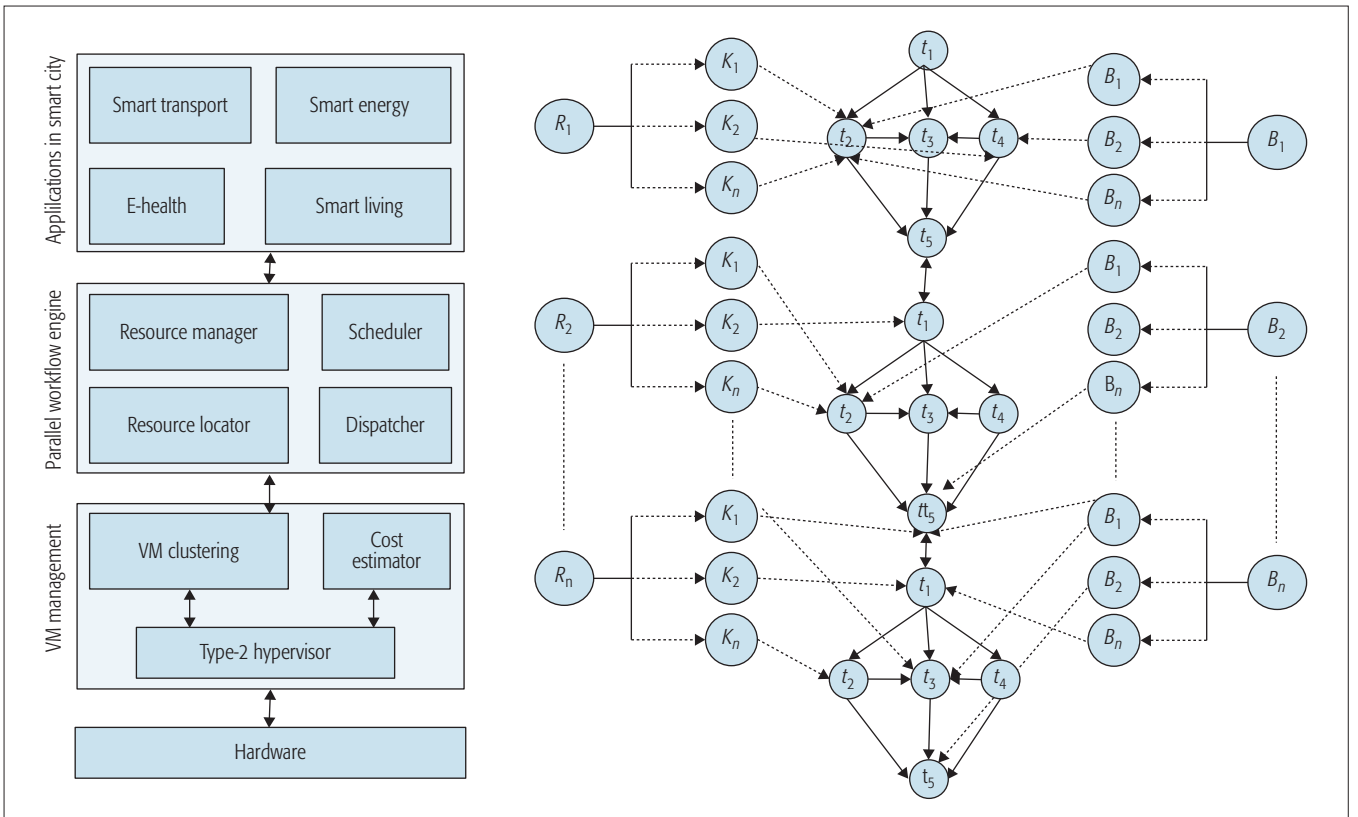 Applications in smart city
Smart transport
Smart energy
E-health
Smart living
Parallel workflow engine
Resource manager
Scheduler
Resource locator
Dispatcher
VM management
VM clustering
Cost
estimator
Type-2 hypervisor
Hardware
R1
K1
K2
Kn
t1
t2
t3
t4
t5
B1
B2
Bn
B1
R2
K1
K2
Kn
t1
t2
t3
t4
tt5
B1
B2
Bn
B2
Rn
K1
K2
Kn
t1
t2
t3
t4
t5
B1
B2
Bn
Bn